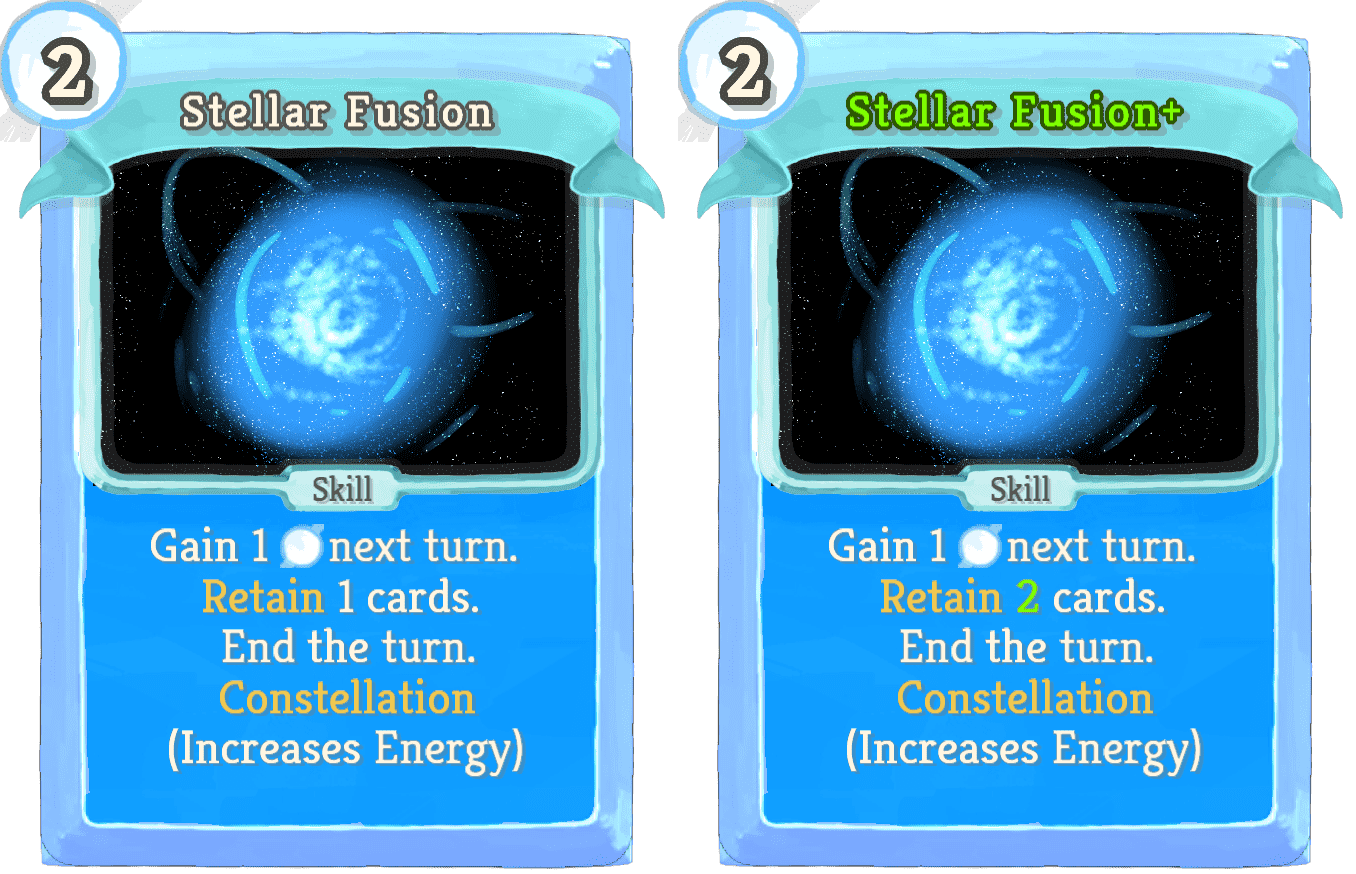 2
Stellar Fusion
Skill
Gain 1 next turn.
Retain 1 cards.
End the turn.
Constellation
(Increases Energy)
2
Stellar Fusion+
Skill
Gain 1 next turn.
Retain 2 cards.
End the turn.
Constellation
(Increases Energy)